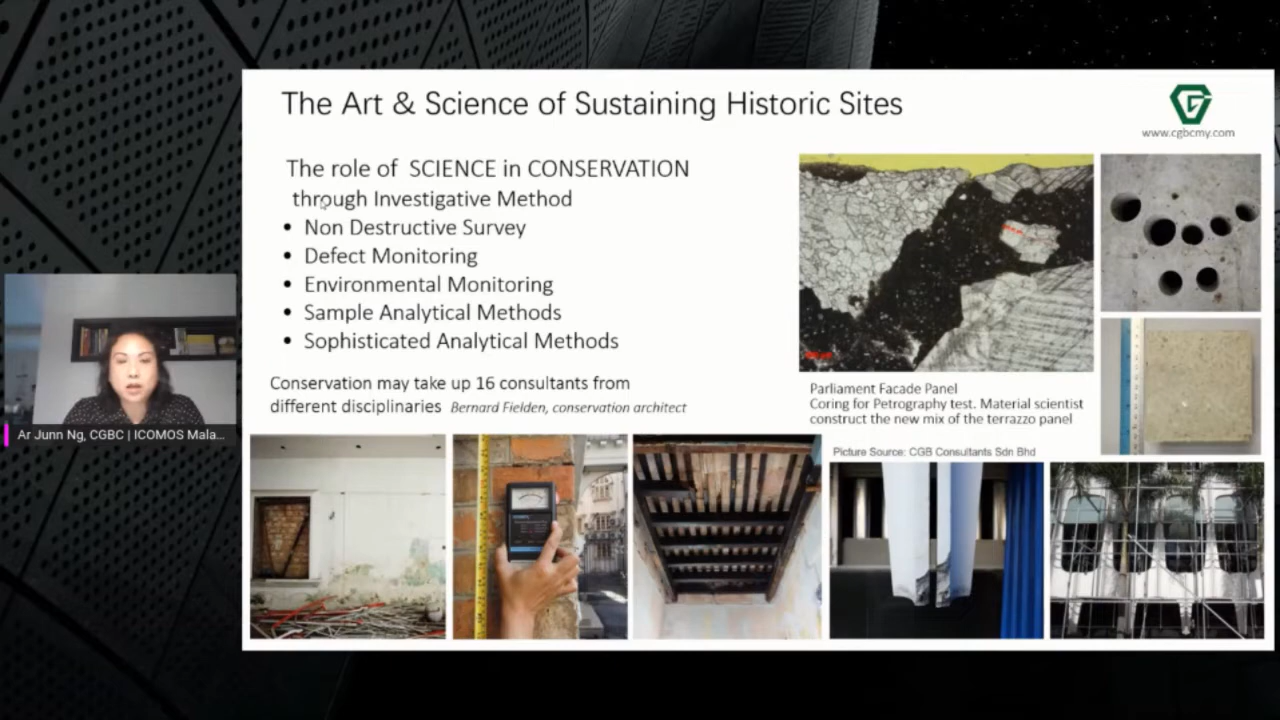 The Art & Science of Sustaining Historic Sites
www.cgbcmy.com
The role of SCIENCE in CONSERVATION
through Investigative Method
• Non Destructive Survey
• Defect Monitoring
• Environmental Monitoring
• Sample Analytical Methods
• Sophisticated Analytical Methods
Conservation may take up 16 consultants from
different disciplinaries Bernard Fielden, conservation architect
Parliament Facade Panel
Coring for Petrography test. Material scientist
construct the new mix of the terrazzo panel
Picture Source: CGB Consultants Sdn Bhd
Ar Junn Ng, CGBC | ICOMOS Mala...